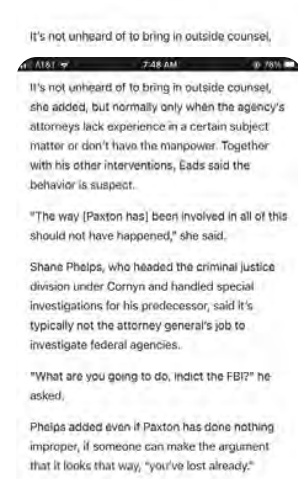 It's not unheard of to bring in outside counsel,
AT&T 7:48 AM 76%
It's not unheard of to bring in outside counsel,
she added, but normally only when the agency's
attorneys lack experience in a certain subject
matter or don't have the manpower. Together
with his other interventions, Eads said the
behavior is suspect.
"The way [Paxton has] been involved in all of this
should not have happened," she said.
Shane Phelps, who headed the criminal justice
division under Cornyn and handled special
investigations for his predecessor, said it's
typically not the attorney general's job to
investigate federal agencies.
"What are you going to do, indict the FBI?" he
asked.
Phelps added even if Paxton has done nothing
improper, if someone can make the argument
that it looks that way, "you've lost already."